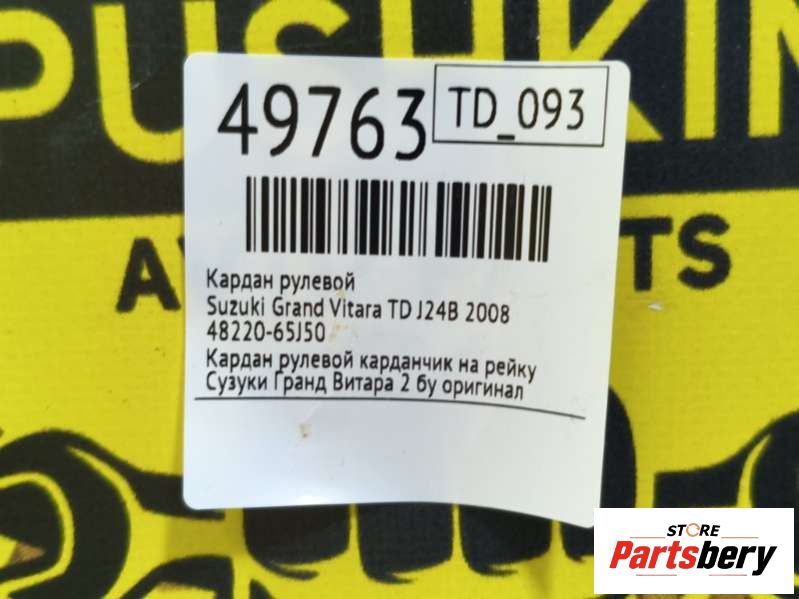 PUSHKIN
49763
TD_093
Кардан рулевой
Suzuki Grand Vitara TD J24B 2008
48220-65J50
Кардан рулевой карданчик на рейку
Сузуки Гранд Витара 2 бу оригинал
STORE
Partsbery